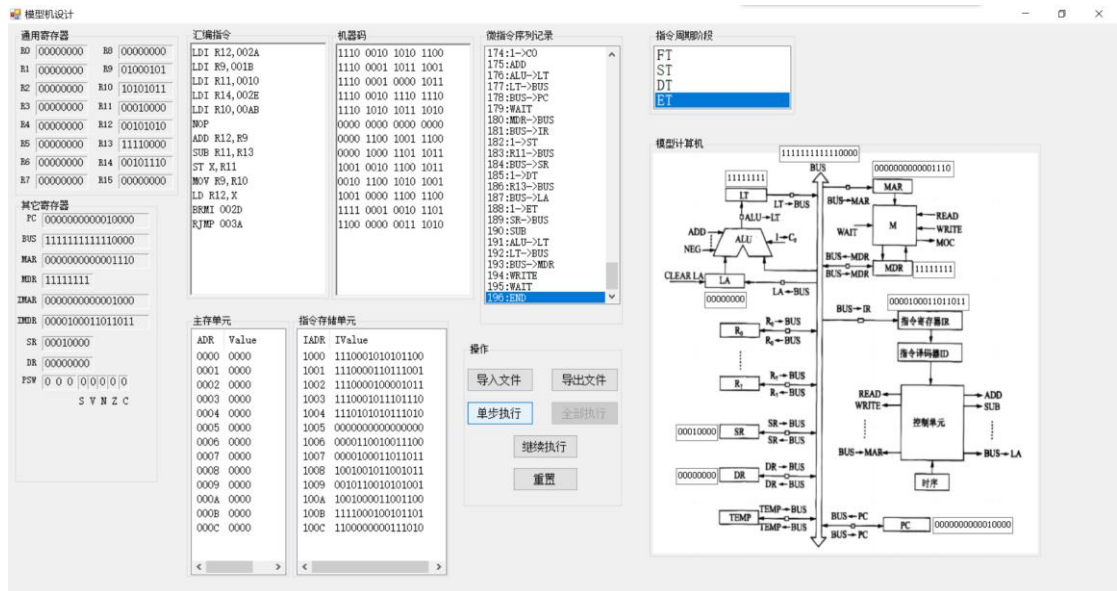 模型机设计
通用寄存器
R0 00000000 R8 00000000
R1 00000000 R9 01000101
R2 00000000 R10 10101011
R3 00000000 R11 00010000
R4 00000000 R12 00101010
R5 00000000 R13 11110000
R6 00000000 R14 00101110
R7 00000000 R15 00000000
其它寄存器
PC 0000000000010000
BUS 1111111111110000
MAR 0000000000001110
MDR 11111111
IMAR 0000000000001000
IMDR 0000100011011011
SR 00010000
DR 00000000
PSW 0 0 0 0 0 0 0 0
S V N Z C
汇编指令
LDI R12,002A
LDI R9,001B
LDI R11,0010
LDI R14,002E
LDI R10,00AB
NOP
ADD R12,R9
SUB R11,R13
ST X,R11
MOV R9,R10
LD R12,X
BRMI 002D
RJMP 003A
机器码
1110 0010 1010 1100
1110 0001 1011 1001
1110 0001 0000 1011
1110 0010 1110 1110
1110 1010 1011 1010
0000 0000 0000 0000
0000 1100 1001 1100
0000 1000 1101 1011
1001 0010 1100 1011
0010 1100 1010 1001
1001 0000 1100 1100
1111 0001 0010 1101
1100 0000 0011 1010
微指令序列记录
174:1->C0
175:ADD
176:ALU->LT
177:LT->BUS
178:BUS->PC
179:WAIT
180:MDR->BUS
181:BUS->IR
182:1->ST
183:R11->BUS
184:BUS->SR
185:1->DT
186:R13->BUS
187:BUS->LA
188:1->ET
189:SR->BUS
190:SUB
191:ALU->LT
192:LT->BUS
193:BUS->MDR
194:WRITE
195:WAIT
196:END
指令周期阶段
FT
ST
DT
ET
主存单元
ADR Value
0000 0000
0001 0000
0002 0000
0003 0000
0004 0000
0005 0000
0006 0000
0007 0000
0008 0000
0009 0000
000A 0000
000B 0000
000C 0000
指令存储单元
IADR IValue
1000 1110001010101100
1001 1110000110111001
1002 1110000100001011
1003 1110001011101110
1004 1110101010111010
1005 0000000000000000
1006 0000110010011100
1007 0000100011011011
1008 1001001011001011
1009 0010110010101001
100A 1001000011001100
100B 1111000100101101
100C 1100000000111010
操作
导入文件 导出文件
单步执行 全部执行
继续执行
重置
模型计算机
1111111111110000
BUS
0000000000001110
11111111
MAR
LT
LT→BUS
BUS→MAR
ALU→LT
M
READ
WRITE
MOC
WAIT
ADD
ALU
1→C0
NEG
BUS←MDR
BUS→MDR
MDR 11111111
CLEAR LA
LA
LA←BUS
00000000
BUS→IR
0000100011011011
指令寄存器IR
指令译码器ID
R0
R0→BUS
R0←BUS
R7→BUS
R7←BUS
READ
WRITE
控制单元
ADD
SUB
00010000 SR
SR→BUS
SR←BUS
BUS→MAR
BUS→LA
00000000 DR
DR→BUS
DR←BUS
时序
TEMP
TEMP→BUS
TEMP←BUS
BUS←PC
BUS→PC
PC 0000000000010000